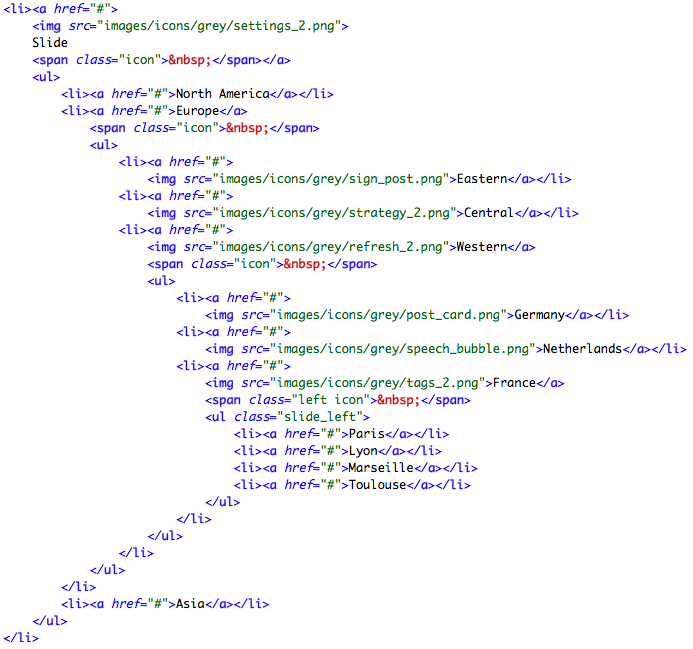 <li><a href="#">
    <img src="images/icons/grey/settings_2.png">
    Slide
    <span class="icon">&nbsp;</span></a>
    <ul>
        <li><a href="#">North America</a></li>
        <li><a href="#">Europe</a>
            <span class="icon">&nbsp;</span>
            <ul>
                <li><a href="#">
                    <img src="images/icons/grey/sign_post.png">Eastern</a></li>
                <li><a href="#">
                    <img src="images/icons/grey/strategy_2.png">Central</a></li>
                <li><a href="#">
                    <img src="images/icons/grey/refresh_2.png">Western</a>
                    <span class="icon">&nbsp;</span>
                    <ul>
                        <li><a href="#">
                            <img src="images/icons/grey/post_card.png">Germany</a></li>
                        <li><a href="#">
                            <img src="images/icons/grey/speech_bubble.png">Netherlands</a></li>
                        <li><a href="#">
                            <img src="images/icons/grey/tags_2.png">France</a>
                            <span class="left icon">&nbsp;</span>
                            <ul class="slide_left">
                                <li><a href="#">Paris</a></li>
                                <li><a href="#">Lyon</a></li>
                                <li><a href="#">Marseille</a></li>
                                <li><a href="#">Toulouse</a></li>
                            </ul>
                        </li>
                    </ul>
                </li>
            </ul>
        </li>
        <li><a href="#">Asia</a></li>
    </ul>
</li>